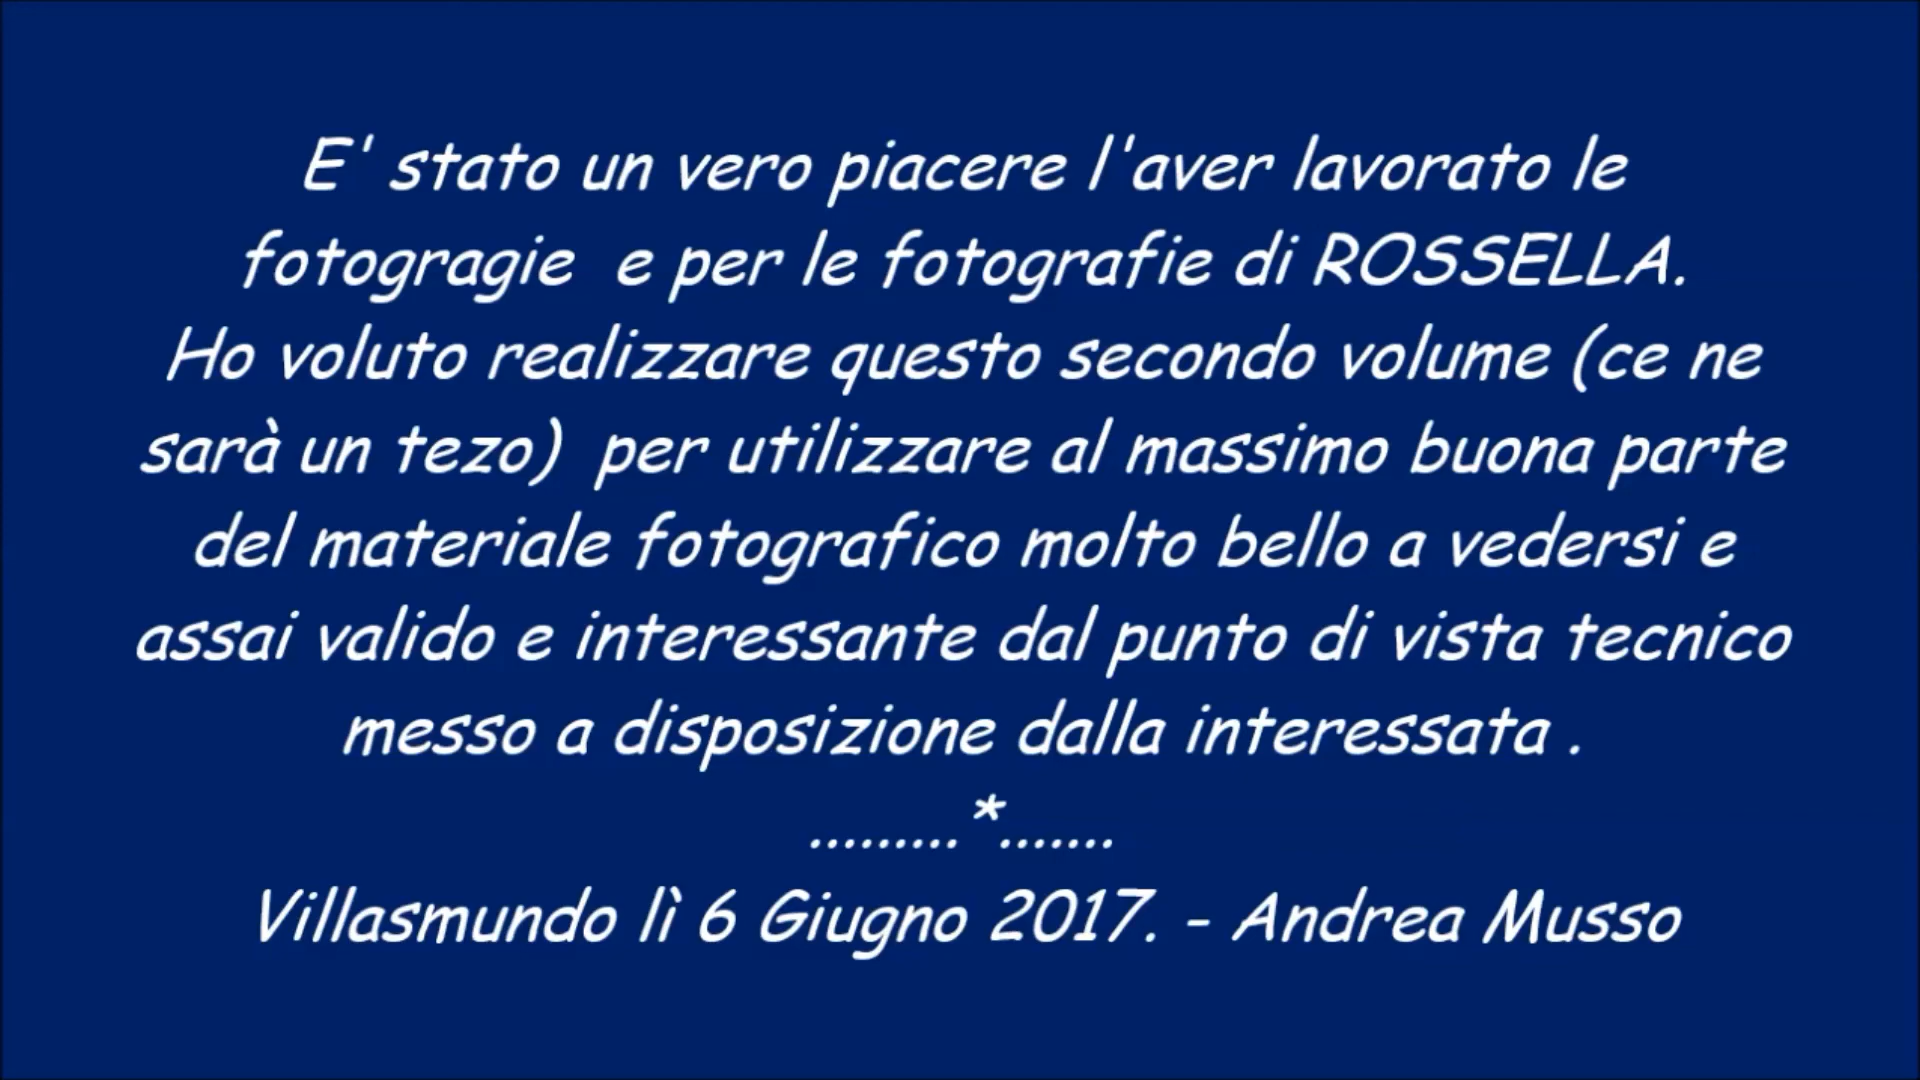 E' stato un vero piacere l'aver lavorato le
fotogragie e per le fotografie di ROSSELLA.
Ho voluto realizzare questo secondo volume (ce ne
sarà un tezo) per utilizzare al massimo buona parte
del materiale fotografico molto bello a vedersi e
assai valido e interessante dal punto di vista tecnico
messo a disposizione dalla interessata .
.........*.......
Villasmundo lì 6 Giugno 2017. - Andrea Musso